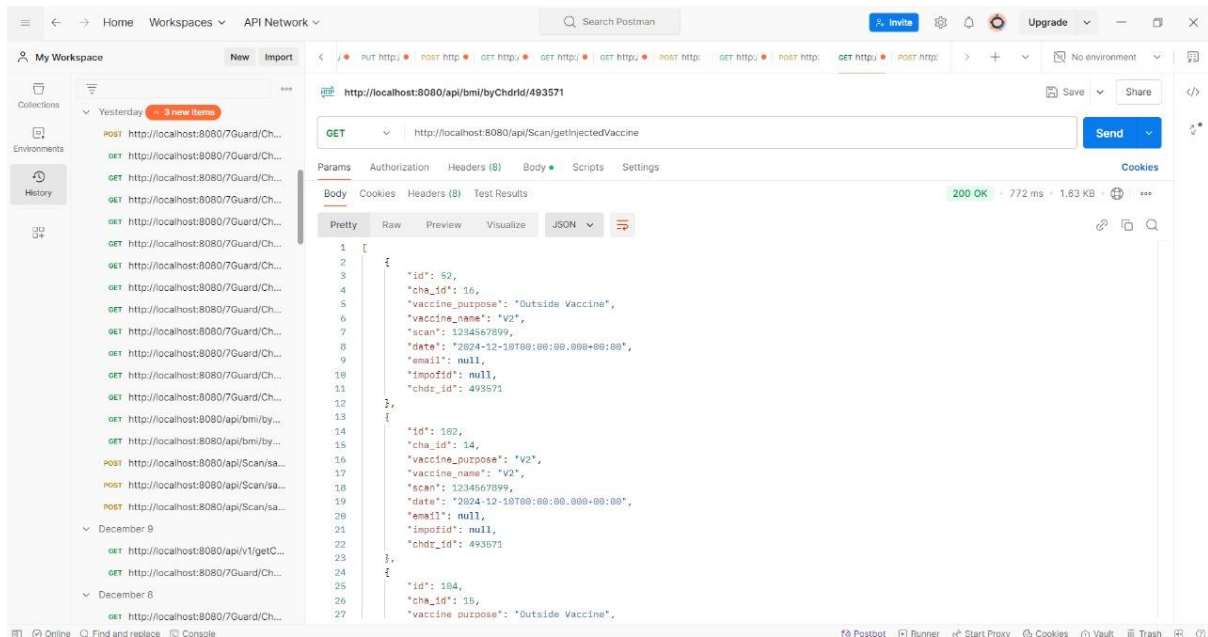 Home Workspaces API Network Search Postman Invite Upgrade
My Workspace New Import
PUT http:/ POST http GET http:/ GET http:/ GET http:/ POST http: GET http:/ POST http: GET http:/ POST http: No environment
Collections
Environments
History
Yesterday 3 new items
POST http://localhost:8080/7Guard/Ch...
GET http://localhost:8080/7Guard/Ch...
GET http://localhost:8080/7Guard/Ch...
GET http://localhost:8080/7Guard/Ch...
GET http://localhost:8080/7Guard/Ch...
GET http://localhost:8080/7Guard/Ch...
GET http://localhost:8080/7Guard/Ch...
GET http://localhost:8080/7Guard/Ch...
GET http://localhost:8080/7Guard/Ch...
GET http://localhost:8080/7Guard/Ch...
GET http://localhost:8080/7Guard/Ch...
GET http://localhost:8080/7Guard/Ch...
GET http://localhost:8080/7Guard/Ch...
GET http://localhost:8080/api/bmi/by...
GET http://localhost:8080/api/bmi/by...
POST http://localhost:8080/api/Scan/sa...
POST http://localhost:8080/api/Scan/sa...
POST http://localhost:8080/api/Scan/sa...
December 9
GET http://localhost:8080/api/v1/getC...
GET http://localhost:8080/7Guard/Ch...
December 8
GET http://localhost:8080/7Guard/Ch...
HTTP http://localhost:8080/api/bmi/byChdrId/493571 Save Share
GET http://localhost:8080/api/Scan/getInjectedVaccine Send
Params Authorization Headers (8) Body Scripts Settings Cookies
Body Cookies Headers (8) Test Results 200 OK 772 ms 1.63 KB
Pretty Raw Preview Visualize JSON
1 [
2 {
3 "id": 52,
4 "cha_id": 16,
5 "vaccine_purpose": "Outside Vaccine",
6 "vaccine_name": "V2",
7 "scan": 1234567899,
8 "date": "2024-12-10T00:00:00.000+00:00",
9 "email": null,
10 "impofid": null,
11 "chdr_id": 493571
12 },
13 {
14 "id": 102,
15 "cha_id": 14,
16 "vaccine_purpose": "V2",
17 "vaccine_name": "V2",
18 "scan": 1234567899,
19 "date": "2024-12-10T00:00:00.000+00:00",
20 "email": null,
21 "impofid": null,
22 "chdr_id": 493571
23 },
24 {
25 "id": 104,
26 "cha_id": 15,
27 "vaccine_purpose": "Outside Vaccine",
Online Find and replace Console Postbot Runner Start Proxy Cookies Vault Trash